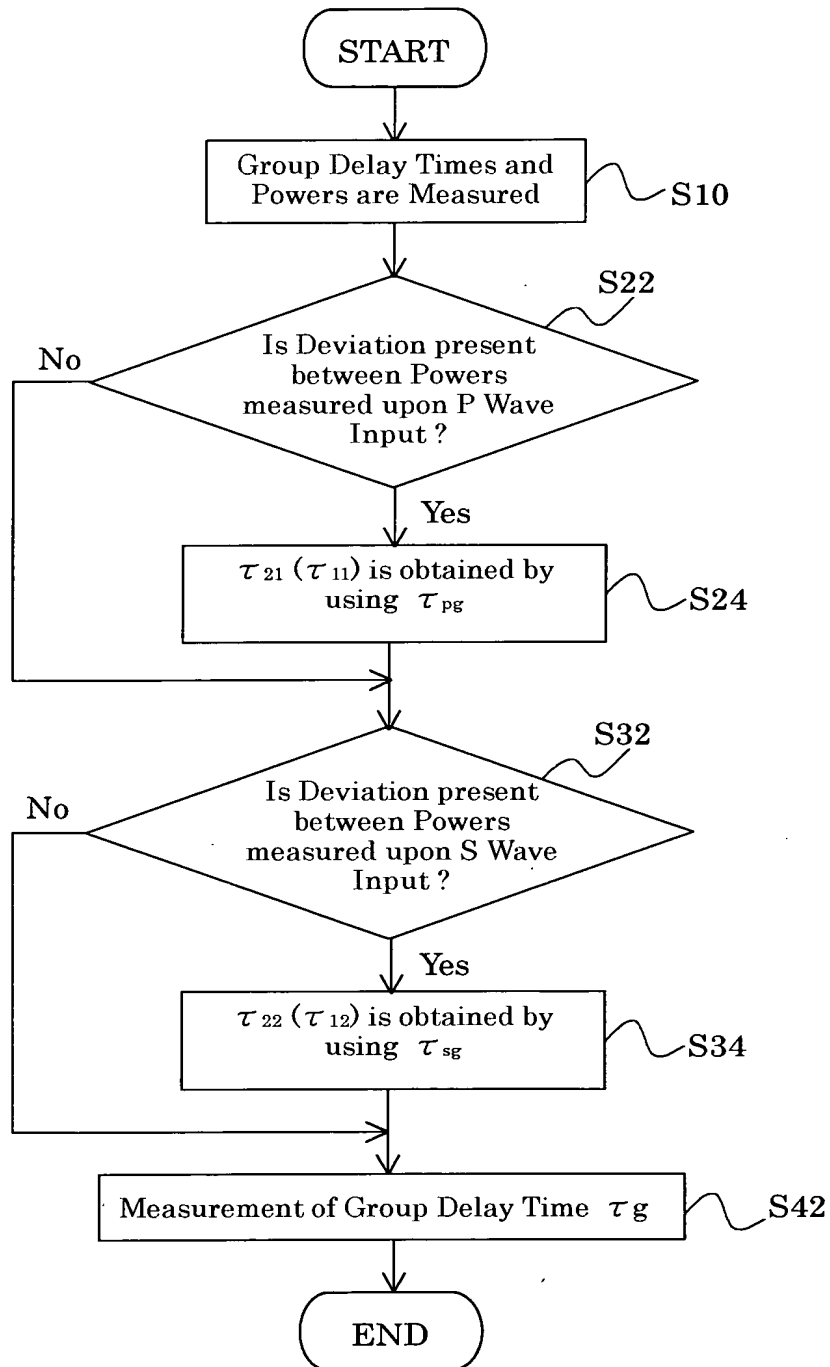 START
Group Delay Times and
Powers are Measured
S10
S22
No
Is Deviation present
between Powers
measured upon P Wave
Input ?
Yes
τ21 (τ11) is obtained by
using τpg
S24
S32
No
Is Deviation present
between Powers
measured upon S Wave
Input ?
Yes
τ22 (τ12) is obtained by
using τsg
S34
Measurement of Group Delay Time τg
S42
END